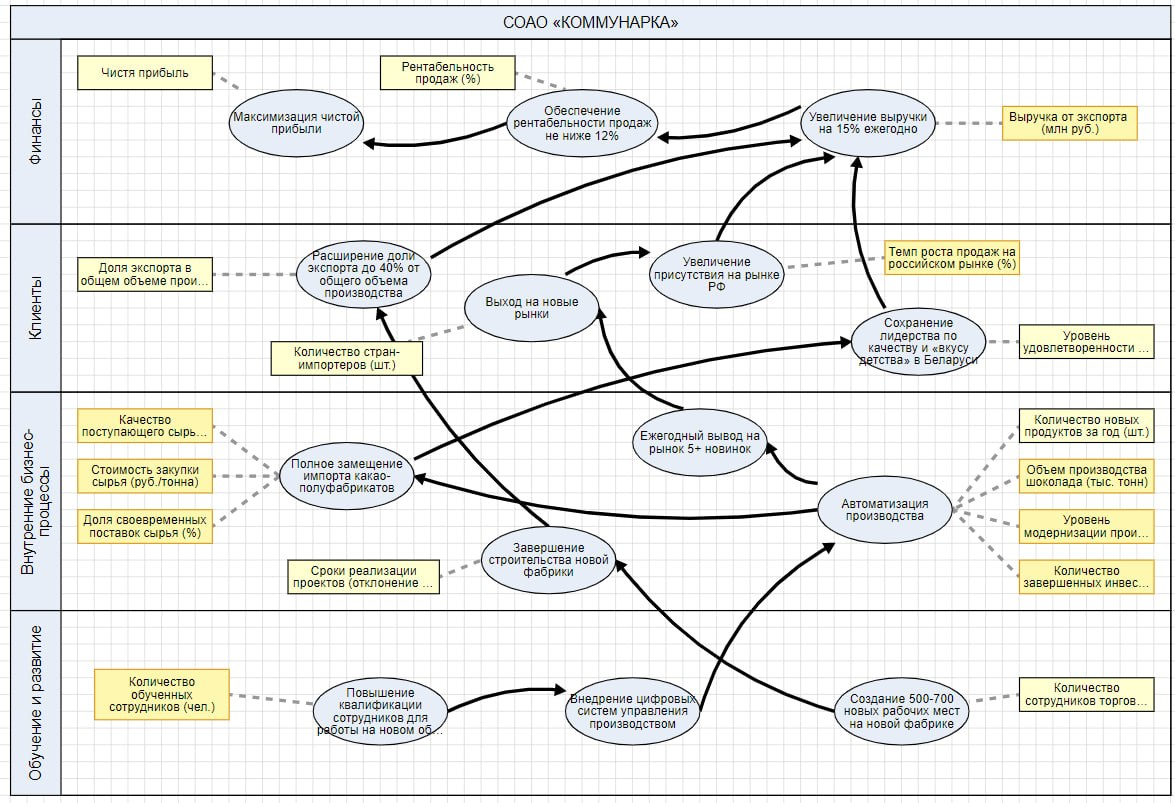 СОАО «КОММУНАРКА»
Финансы
Чистя прибыль
Рентабельность
продаж (%)
Максимизация чистой
прибыли
Обеспечение
рентабельности продаж
не ниже 12%
Увеличение выручки
на 15% ежегодно
Выручка от экспорта
(млн руб.)
Клиенты
Доля экспорта в
общем объеме прои...
Расширение доли
экспорта до 40% от
общего объема
производства
Выход на новые
рынки
Увеличение
присутствия на рынке
РФ
Темп роста продаж на
российском рынке (%)
Количество стран-
импортеров (шт.)
Сохранение
лидерства по
качеству и «вкусу
детства» в Беларуси
Уровень
удовлетворенности ...
Внутренние бизнес-
процессы
Качество
поступающего сырь...
Стоимость закупки
сырья (руб./тонна)
Доля своевременных
поставок сырья (%)
Полное замещение
импорта какао-
полуфабрикатов
Ежегодный вывод на
рынок 5+ новинок
Автоматизация
производства
Количество новых
продуктов за год (шт.)
Объем производства
шоколада (тыс. тонн)
Уровень
модернизации прои...
Количество
завершенных инвес...
Сроки реализации
проектов (отклонение ...
Завершение
строительства новой
фабрики
Обучение и развитие
Количество
обученных
сотрудников (чел.)
Повышение
квалификации
сотрудников для
работы на новом об...
Внедрение цифровых
систем управления
производством
Создание 500-700
новых рабочих мест
на новой фабрике
Количество
сотрудников торгов...